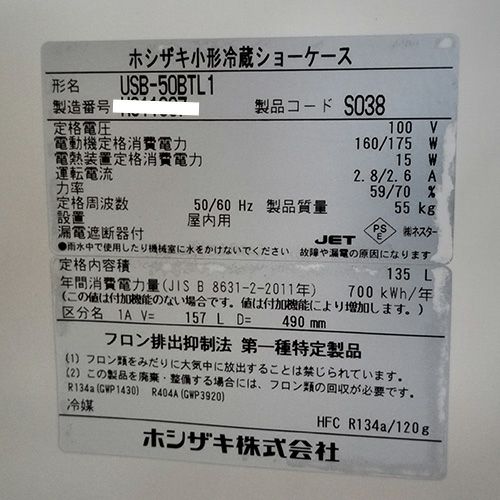 ホシザキ小形冷蔵ショーケース
形名 USB-50BTL1
製造番号 製品コード S038
定格電圧 100 V
電動機定格消費電力 160/175 W
電熱装置定格消費電力 15 W
運転電流 2.8/2.6 A
力率 59/70 %
定格周波数 50/60 Hz 製品質量 55 kg
設置 屋内用
漏電遮断器付 JET PS E ㈱ネスター
●雨水中で使用したり機械室に水をかけないでください 故障や漏電の原因になります
定格内容積 135 L
年間消費電力量(JIS B 8631-2-2011年) 700 kWh/年
(この値は付加機能のない場合です。値は付加機能により増加します。)
区分名 1A V= 157 L D= 490 mm
フロン排出抑制法 第一種特定製品
(1) フロン類をみだりに大気中に放出することは禁じられています。
(2) この製品を廃棄・整備する場合には、フロン類の回収が必要です。
R134a(GWP1430) R404A(GWP3920)
冷媒
HFC R134a/120g
ホシザキ株式会社